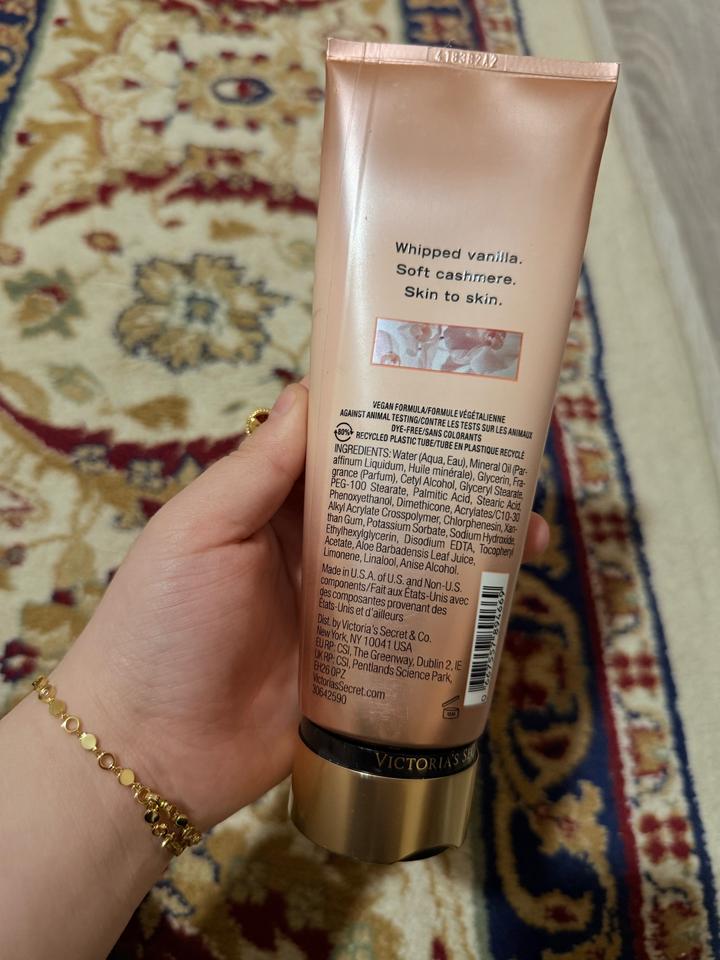 4183B2A2
Whipped vanilla.
Soft cashmere.
Skin to skin.
VEGAN FORMULA/FORMULE VÉGÉTALIENNE
AGAINST ANIMAL TESTING/CONTRE LES TESTS SUR LES ANIMAUX
DYE-FREE/SANS COLORANTS
80% RECYCLED PLASTIC TUBE/TUBE EN PLASTIQUE RECYCLÉ
INGREDIENTS: Water (Aqua, Eau), Mineral Oil (Par-
affinum Liquidum, Huile minérale), Glycerin, Fra-
grance (Parfum), Cetyl Alcohol, Glyceryl Stearate,
PEG-100 Stearate, Palmitic Acid, Stearic Acid,
Phenoxyethanol, Dimethicone, Acrylates/C10-30
Alkyl Acrylate Crosspolymer, Chlorphenesin, Xan-
than Gum, Potassium Sorbate, Sodium Hydroxide,
Ethylhexylglycerin, Disodium EDTA, Tocopheryl
Acetate, Aloe Barbadensis Leaf Juice,
Limonene, Linalool, Anise Alcohol.
Made in U.S.A. of U.S. and Non-U.S.
components/Fait aux États-Unis avec
des composantes provenant des
États-Unis et d'ailleurs
Dist. by Victoria's Secret & Co.
New York, NY 10041 USA
EU RP: CSI, The Greenway, Dublin 2, IE
UK RP: CSI, Pentlands Science Park,
EH26 0PZ
VictoriasSecret.com
30642590
VICTORIA'S SEC